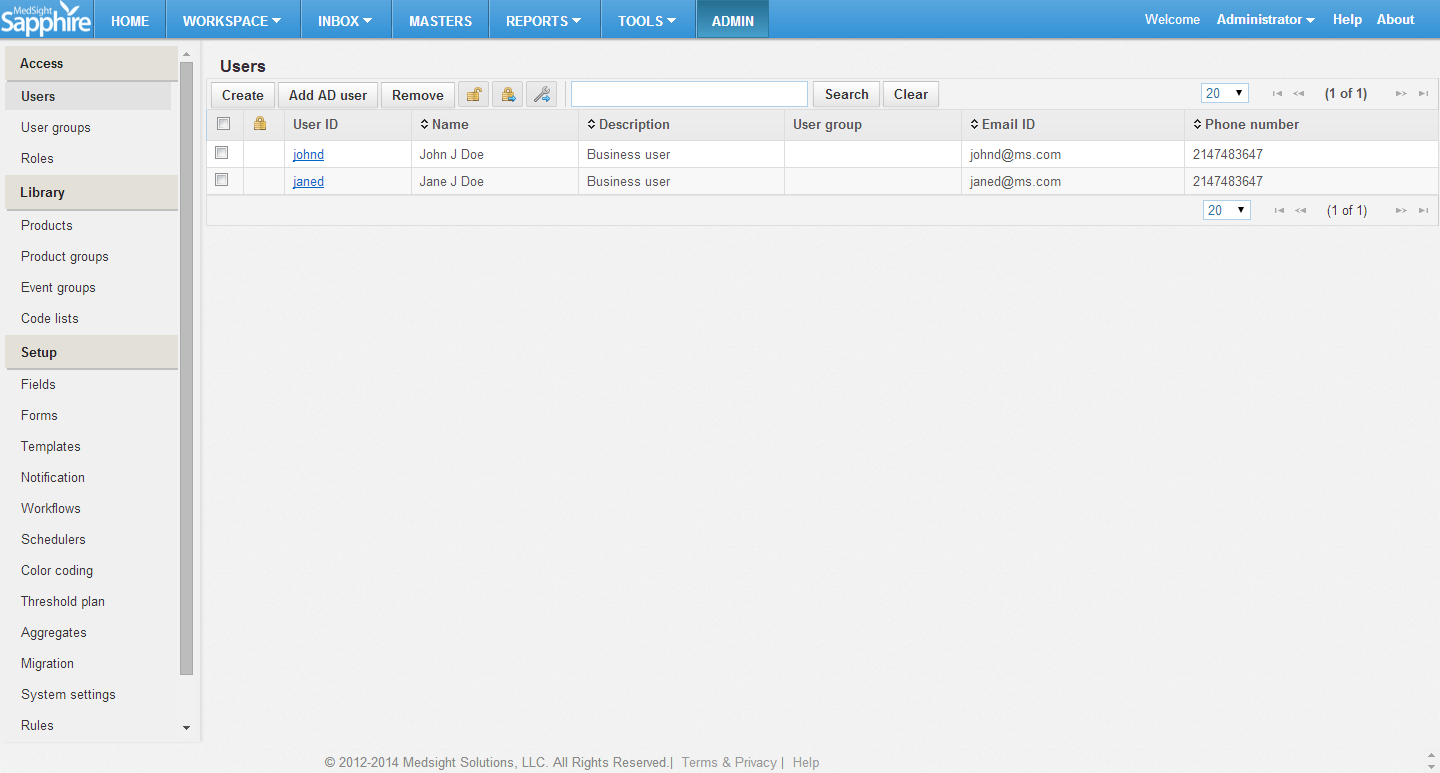 MedSight
Sapphire
HOME WORKSPACE INBOX MASTERS REPORTS TOOLS ADMIN Welcome Administrator Help About
Access
Users
User groups
Roles
Library
Products
Product groups
Event groups
Code lists
Setup
Fields
Forms
Templates
Notification
Workflows
Schedulers
Color coding
Threshold plan
Aggregates
Migration
System settings
Rules
Users
Create Add AD user Remove Search Clear 20 (1 of 1)
User ID Name Description User group Email ID Phone number
johnd John J Doe Business user johnd@ms.com 2147483647
janed Jane J Doe Business user janed@ms.com 2147483647
20 (1 of 1)
© 2012-2014 Medsight Solutions, LLC. All Rights Reserved.| Terms & Privacy | Help